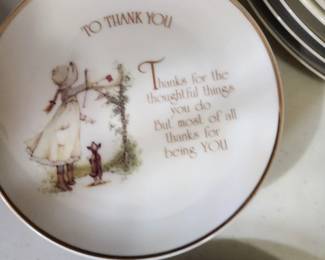 TO THANK YOU
Thanks for the
thoughtful things
you do
But most of all
thanks for
being YOU